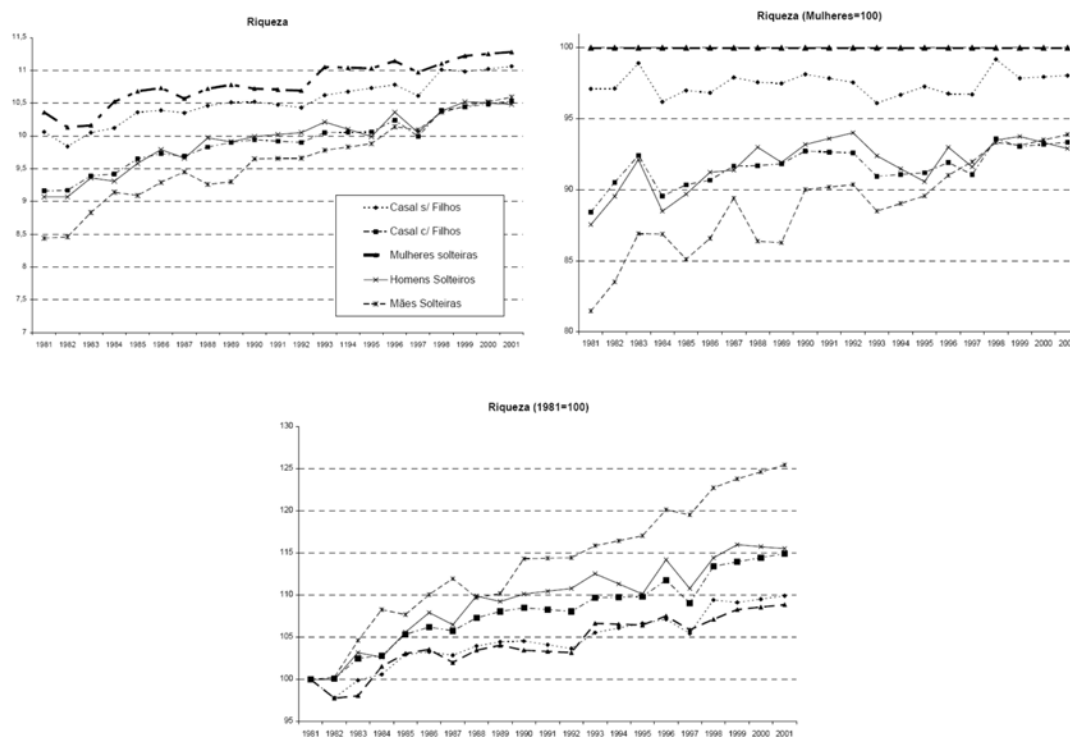 Riqueza
11,5
11
10,5
10
9,5
9
8,5
8
7,5
7
Casal s/ Filhos
Casal c/ Filhos
Mulheres solteiras
Homens Solteiros
Mães Solteiras
1981 1982 1983 1984 1985 1986 1987 1988 1989 1990 1991 1992 1993 1994 1995 1996 1997 1998 1999 2000 2001
Riqueza (Mulheres=100)
100
95
90
85
80
1981 1982 1983 1984 1985 1986 1987 1988 1989 1990 1991 1992 1993 1994 1995 1996 1997 1998 1999 2000 200
Riqueza (1981=100)
130
125
120
115
110
105
100
95
1981 1982 1983 1984 1985 1986 1987 1988 1989 1990 1991 1992 1993 1994 1995 1996 1997 1998 1999 2000 2001